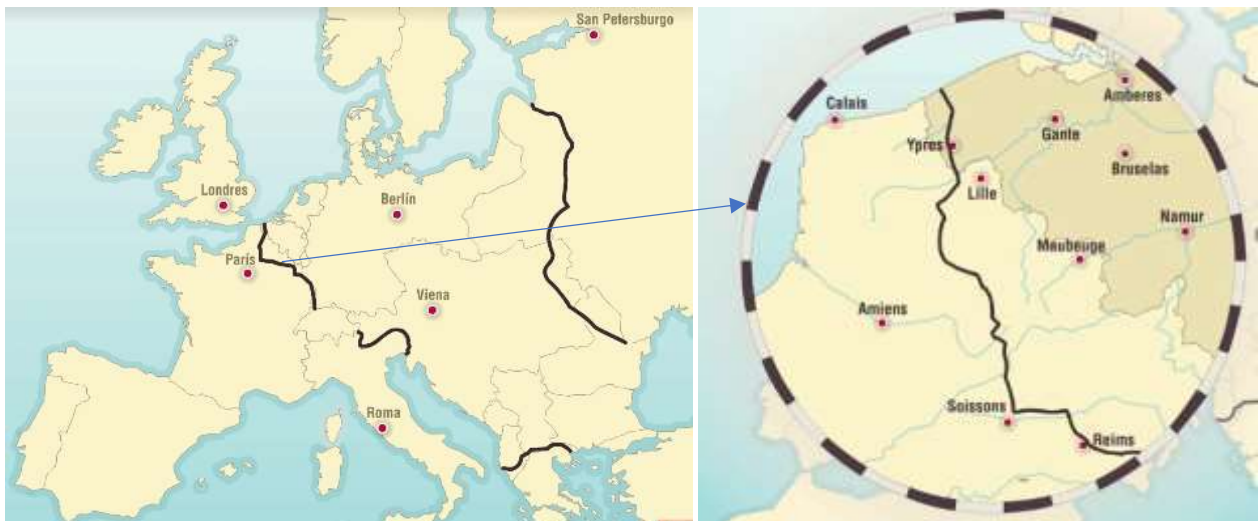 San Petersburgo
Londres
Berlín
París
Viena
Roma
Calais
Amberes
Gante
Ypres
Bruselas
Lille
Namur
Maubeuge
Amiens
Soissons
Reims